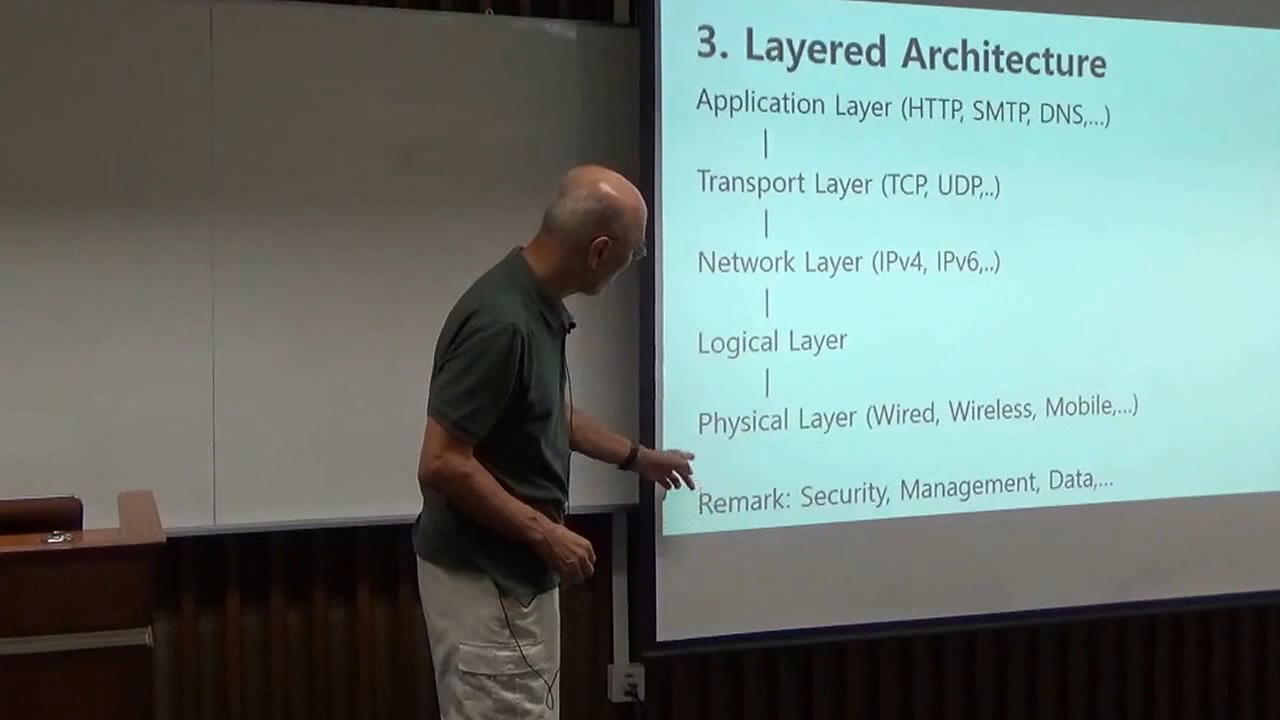 3. Layered Architecture
Application Layer (HTTP, SMTP, DNS,...)
|
Transport Layer (TCP, UDP,..)
|
Network Layer (IPv4, IPv6,..)
|
Logical Layer
|
Physical Layer (Wired, Wireless, Mobile,...)
Remark: Security, Management, Data,...